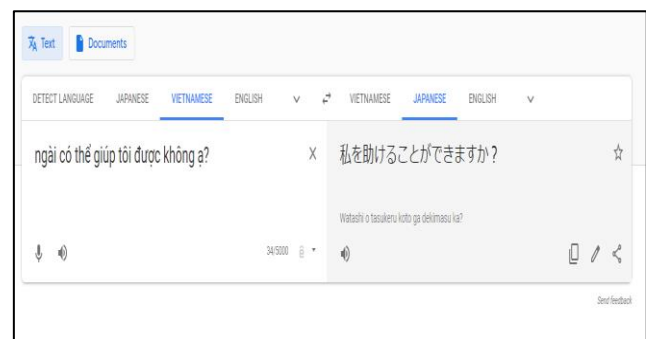 Text Documents
DETECT LANGUAGE JAPANESE VIETNAMESE ENGLISH VIETNAMESE JAPANESE ENGLISH
ngài có thể giúp tôi được không ạ?
私を助けることができますか？
Watashi o tasukeru koto ga dekimasu ka?
34/5000
Send feedback